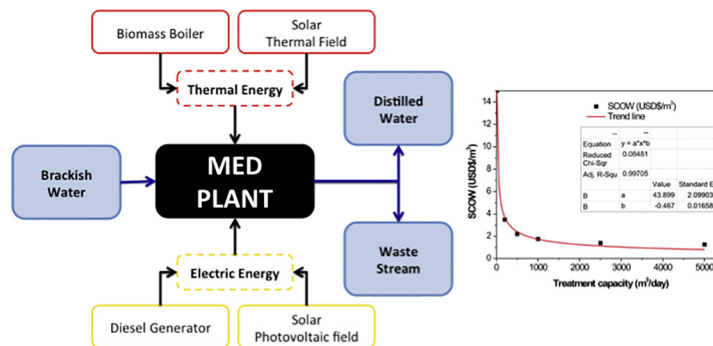 Biomass Boiler
Solar
Thermal Field
Thermal Energy
Brackish
Water
MED
PLANT
Distilled
Water
Waste
Stream
Electric Energy
Diesel Generator
Solar
Photovoltaic field
SCOW (USD$/m³)
14
12
10
8
6
4
2
0
SCOW (USD$/m³)
Trend line
-- --
Equation y = a*x^b
Reduced Chi-Sqr 0.06481
Adj. R-Squ 0.99705
Value Standard E
B a 43.899 2.09903
B b -0.467 0.01658
0 1000 2000 3000 4000 5000
Treatment capacity (m³/day)